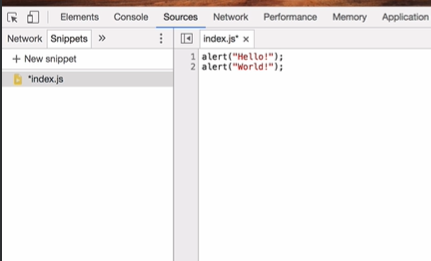 Elements Console Sources Network Performance Memory Application
Network Snippets » index.js* ×
+ New snippet
*index.js
1 alert("Hello!");
2 alert("World!");